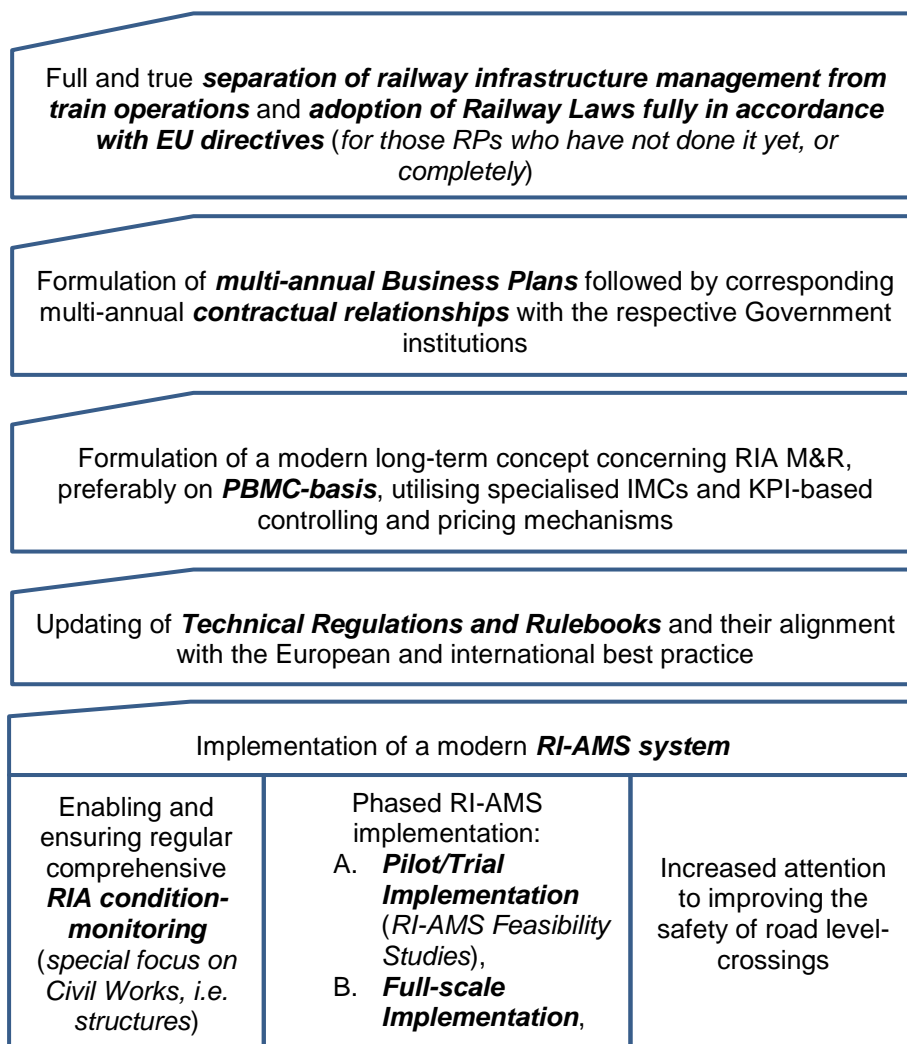 Full and true separation of railway infrastructure management from
train operations and adoption of Railway Laws fully in accordance
with EU directives (for those RPs who have not done it yet, or
completely)
Formulation of multi-annual Business Plans followed by corresponding
multi-annual contractual relationships with the respective Government
institutions
Formulation of a modern long-term concept concerning RIA M&R,
preferably on PBMC-basis, utilising specialised IMCs and KPI-based
controlling and pricing mechanisms
Updating of Technical Regulations and Rulebooks and their alignment
with the European and international best practice
Implementation of a modern RI-AMS system
Enabling and
ensuring regular
comprehensive
RIA condition-
monitoring
(special focus on
Civil Works, i.e.
structures)
Phased RI-AMS
implementation:
A. Pilot/Trial
Implementation
(RI-AMS Feasibility
Studies),
B. Full-scale
Implementation,
Increased attention
to improving the
safety of road level-
crossings